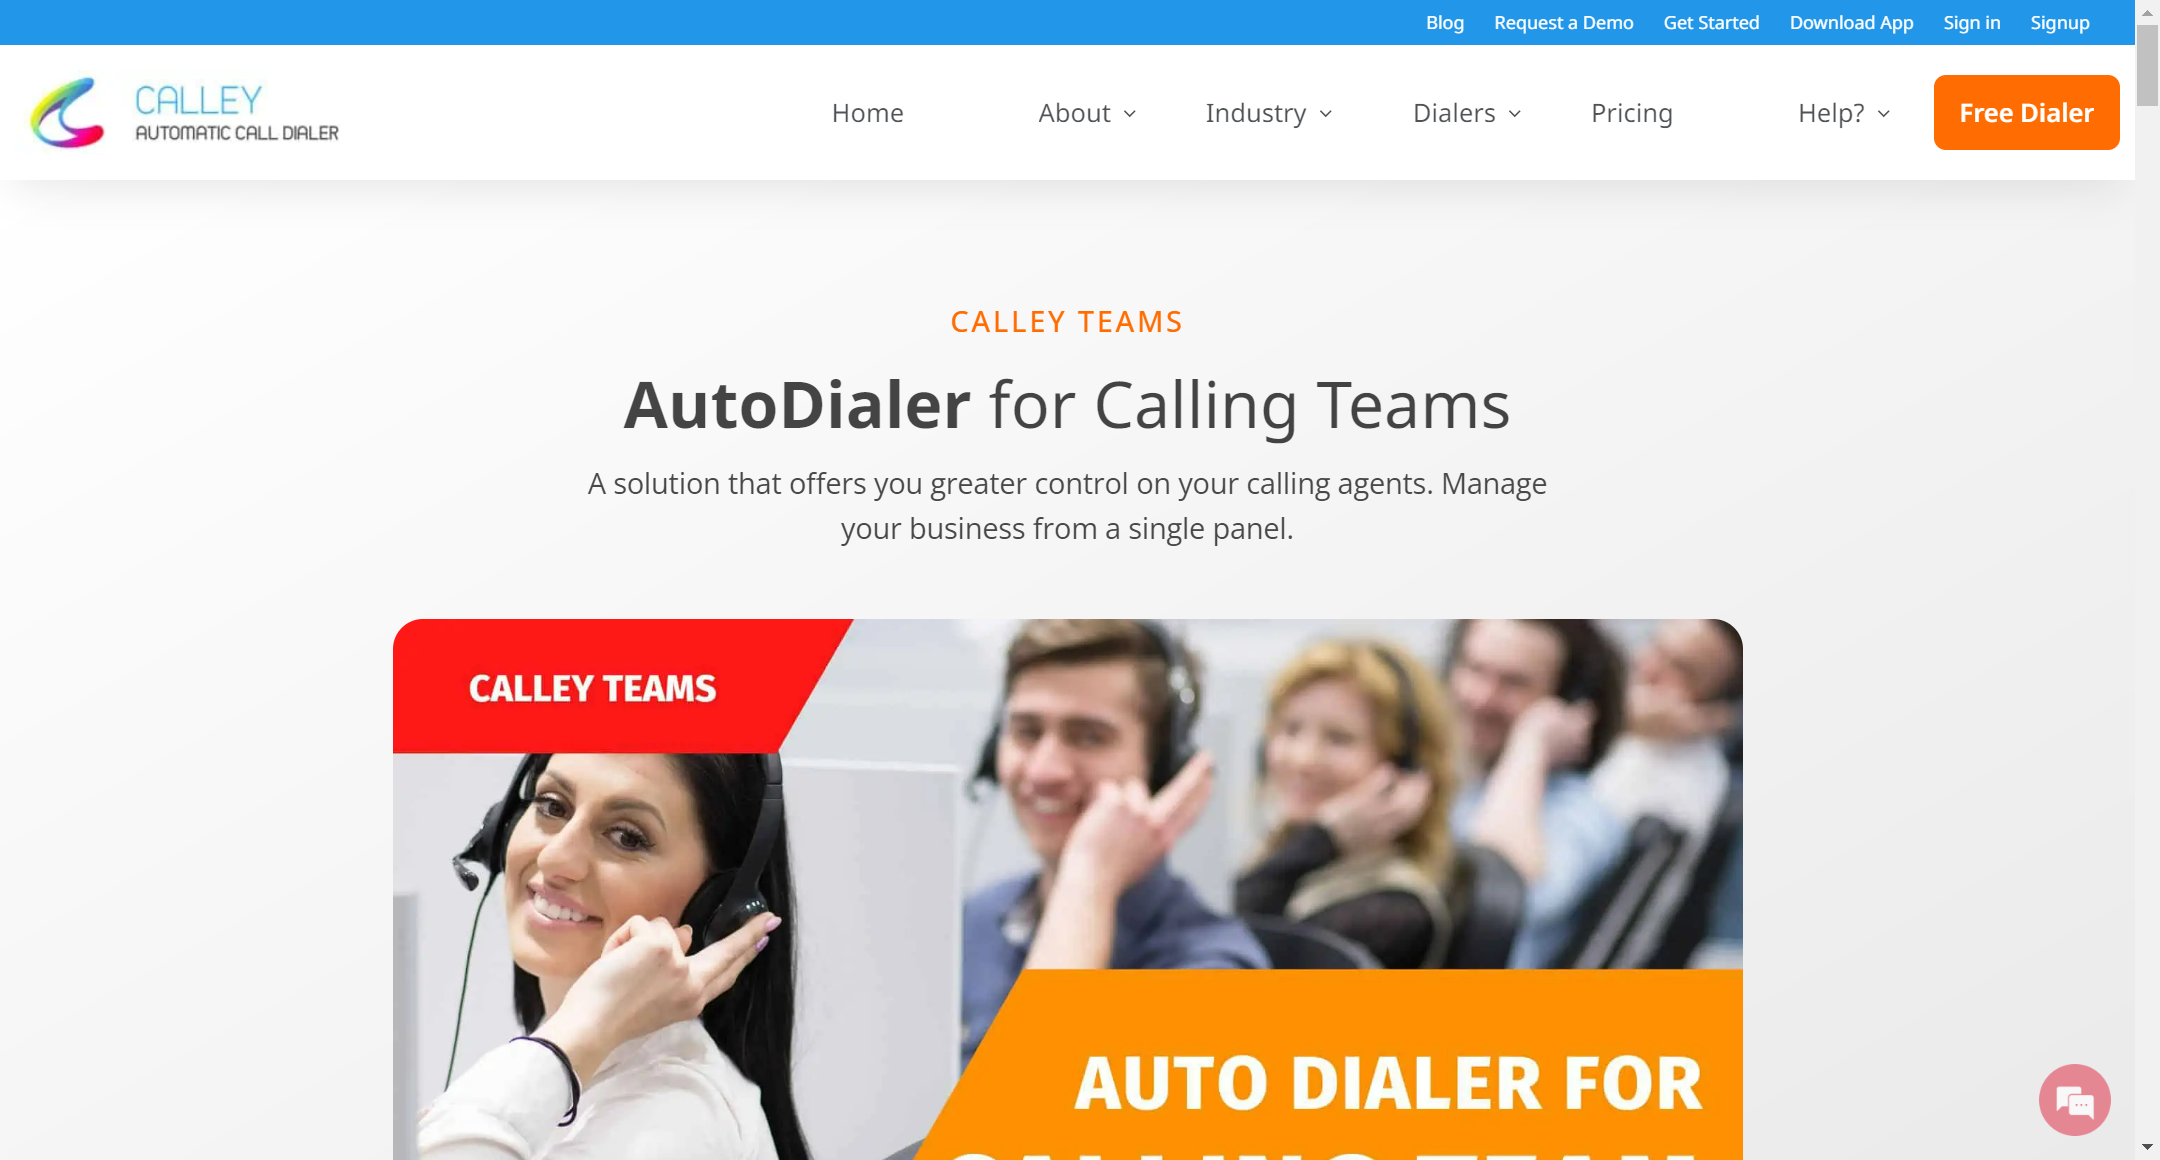 Blog Request a Demo Get Started Download App Sign in Signup
CALLEY
AUTOMATIC CALL DIALER
Home About Industry Dialers Pricing Help? Free Dialer
CALLEY TEAMS
AutoDialer for Calling Teams
A solution that offers you greater control on your calling agents. Manage
your business from a single panel.
CALLEY TEAMS
AUTO DIALER FOR
CALLING TEAM